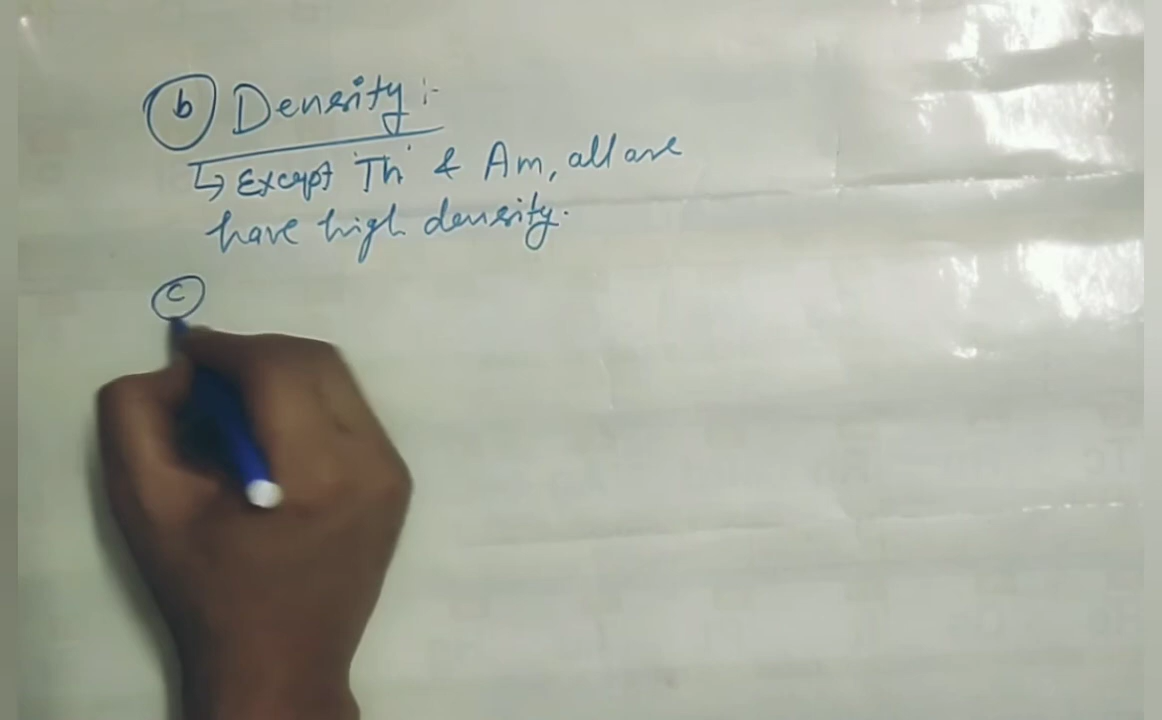 (b) Density :-
↳ Except Th & Am, all are
have high density.
(c)